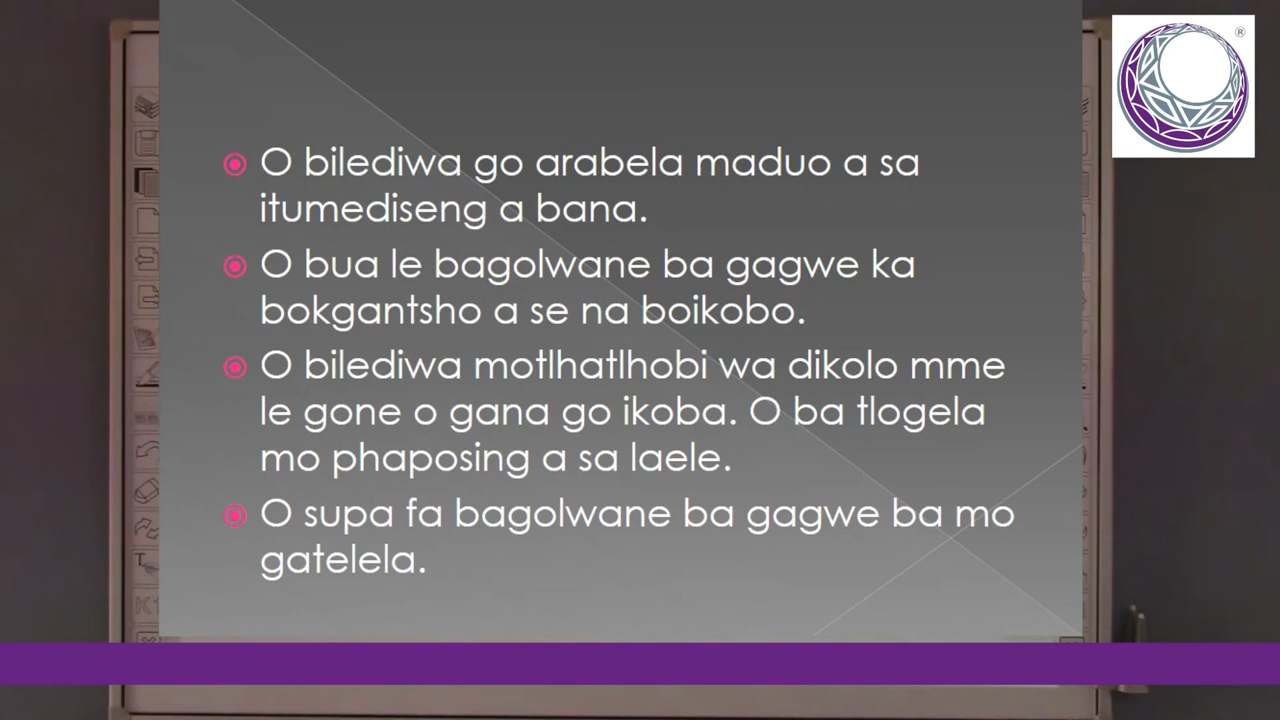 O bilediwa go arabela maduo a sa
itumediseng a bana.
O bua le bagolwane ba gagwe ka
bokgantsho a se na boikobo.
O bilediwa motlhatlhobi wa dikolo mme
le gone o gana go ikoba. O ba tlogela
mo phaposing a sa laele.
O supa fa bagolwane ba gagwe ba mo
gatelela.
®